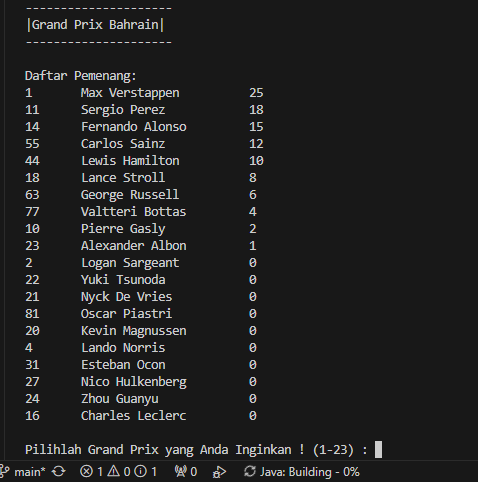 ---------------------
|Grand Prix Bahrain|
---------------------
Daftar Pemenang:
1 Max Verstappen 25
11 Sergio Perez 18
14 Fernando Alonso 15
55 Carlos Sainz 12
44 Lewis Hamilton 10
18 Lance Stroll 8
63 George Russell 6
77 Valtteri Bottas 4
10 Pierre Gasly 2
23 Alexander Albon 1
2 Logan Sargeant 0
22 Yuki Tsunoda 0
21 Nyck De Vries 0
81 Oscar Piastri 0
20 Kevin Magnussen 0
4 Lando Norris 0
31 Esteban Ocon 0
27 Nico Hulkenberg 0
24 Zhou Guanyu 0
16 Charles Leclerc 0
Pilihlah Grand Prix yang Anda Inginkan ! (1-23) :
main* 1 0 1 0 Java: Building - 0%